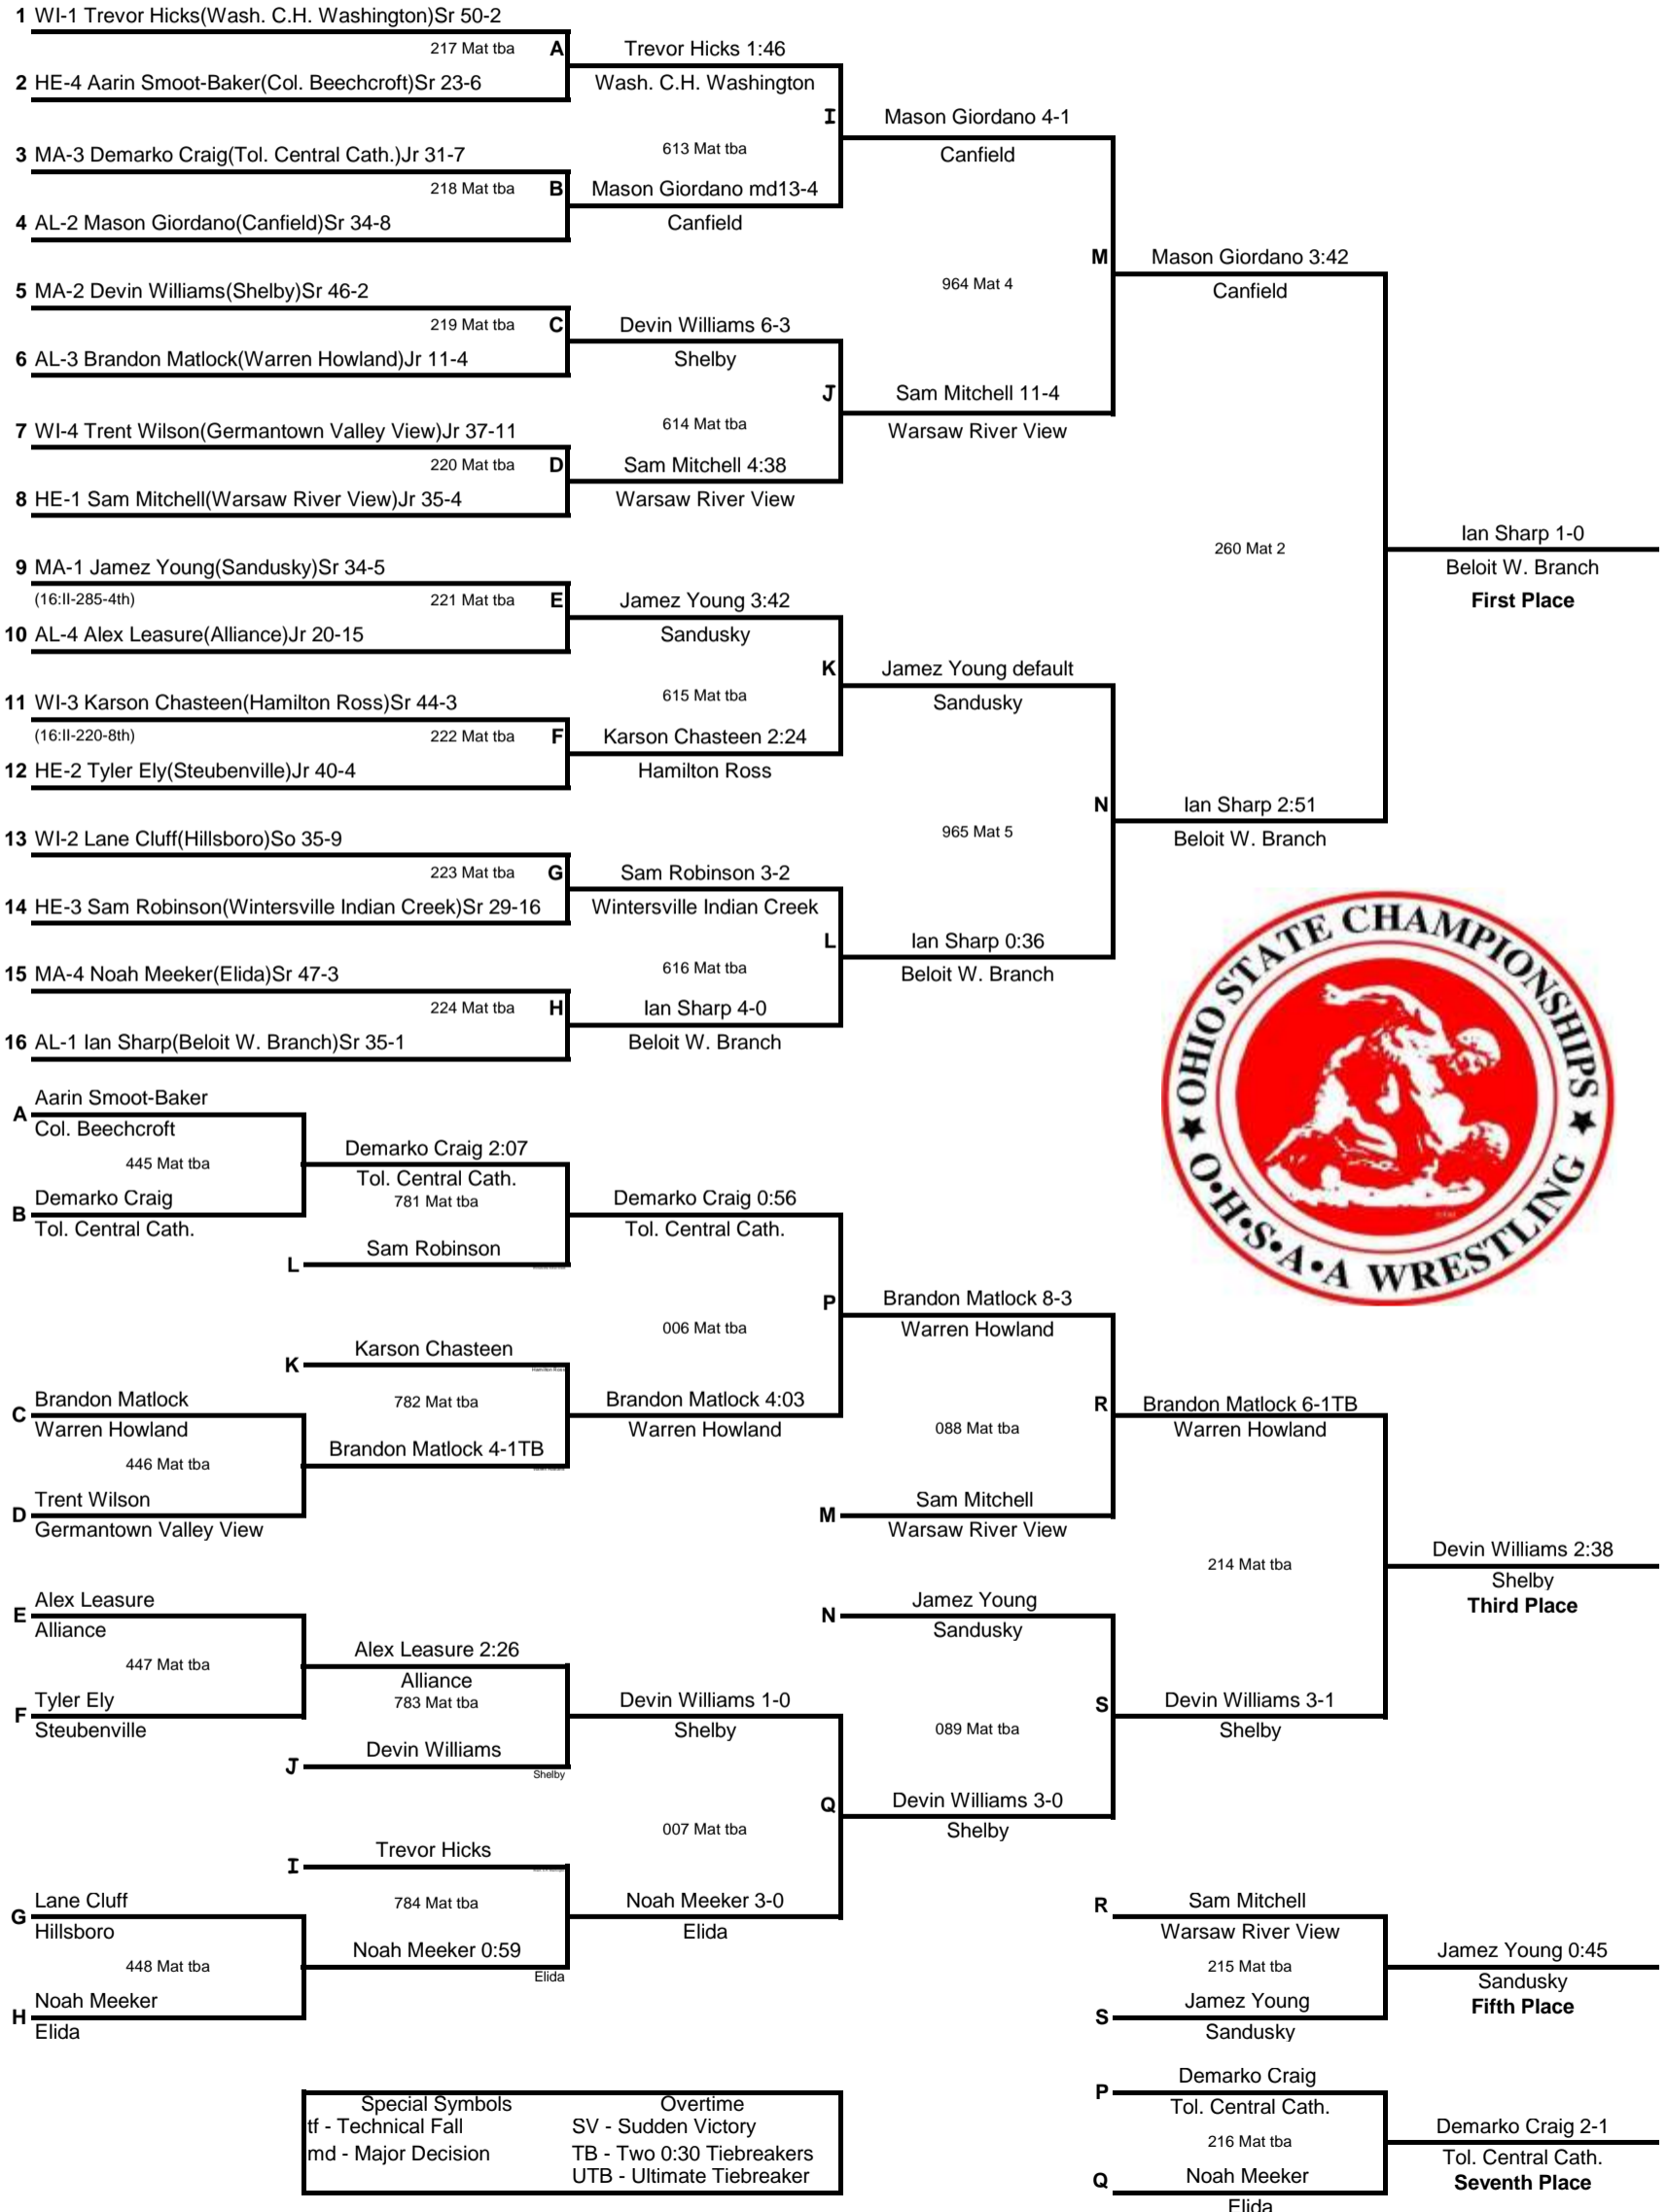 1 WI-1 Trevor Hicks(Wash. C.H. Washington)Sr 50-2
217 Mat tba A
2 HE-4 Aarin Smoot-Baker(Col. Beechcroft)Sr 23-6
Trevor Hicks 1:46
Wash. C.H. Washington
3 MA-3 Demarko Craig(Tol. Central Cath.)Jr 31-7
218 Mat tba B
4 AL-2 Mason Giordano(Canfield)Sr 34-8
613 Mat tba
I
Mason Giordano md13-4
Canfield
Mason Giordano 4-1
Canfield
5 MA-2 Devin Williams(Shelby)Sr 46-2
219 Mat tba C
6 AL-3 Brandon Matlock(Warren Howland)Jr 11-4
Devin Williams 6-3
Shelby
7 WI-4 Trent Wilson(Germantown Valley View)Jr 37-11
220 Mat tba D
8 HE-1 Sam Mitchell(Warsaw River View)Jr 35-4
614 Mat tba
J
Sam Mitchell 4:38
Warsaw River View
964 Mat 4
M
Sam Mitchell 11-4
Warsaw River View
Mason Giordano 3:42
Canfield
9 MA-1 Jamez Young(Sandusky)Sr 34-5
(16:II-285-4th) 221 Mat tba E
10 AL-4 Alex Leasure(Alliance)Jr 20-15
Jamez Young 3:42
Sandusky
11 WI-3 Karson Chasteen(Hamilton Ross)Sr 44-3
(16:II-220-8th) 222 Mat tba F
12 HE-2 Tyler Ely(Steubenville)Jr 40-4
615 Mat tba
K
Karson Chasteen 2:24
Hamilton Ross
Jamez Young default
Sandusky
13 WI-2 Lane Cluff(Hillsboro)So 35-9
223 Mat tba G
14 HE-3 Sam Robinson(Wintersville Indian Creek)Sr 29-16
Sam Robinson 3-2
Wintersville Indian Creek
15 MA-4 Noah Meeker(Elida)Sr 47-3
224 Mat tba H
16 AL-1 Ian Sharp(Beloit W. Branch)Sr 35-1
616 Mat tba
L
Ian Sharp 4-0
Beloit W. Branch
965 Mat 5
N
Ian Sharp 0:36
Beloit W. Branch
Ian Sharp 2:51
Beloit W. Branch
260 Mat 2
Ian Sharp 1-0
Beloit W. Branch
First Place
OHIO STATE CHAMPIONSHIPS
★ O•H•S•A•A WRESTLING ★
A Aarin Smoot-Baker
Col. Beechcroft
445 Mat tba
B Demarko Craig
Tol. Central Cath.
Demarko Craig 2:07
Tol. Central Cath.
781 Mat tba
L Sam Robinson
Demarko Craig 0:56
Tol. Central Cath.
K Karson Chasteen
Hamilton Ross
C Brandon Matlock
Warren Howland
446 Mat tba
D Trent Wilson
Germantown Valley View
782 Mat tba
Brandon Matlock 4-1TB
Brandon Matlock 4:03
Warren Howland
006 Mat tba
P
Brandon Matlock 8-3
Warren Howland
088 Mat tba
R
M Sam Mitchell
Warsaw River View
Brandon Matlock 6-1TB
Warren Howland
E Alex Leasure
Alliance
447 Mat tba
F Tyler Ely
Steubenville
Alex Leasure 2:26
Alliance
783 Mat tba
J Devin Williams
Shelby
Devin Williams 1-0
Shelby
I Trevor Hicks
G Lane Cluff
Hillsboro
448 Mat tba
H Noah Meeker
Elida
784 Mat tba
Noah Meeker 0:59
Elida
Noah Meeker 3-0
Elida
007 Mat tba
Q
N Jamez Young
Sandusky
089 Mat tba
S
Devin Williams 3-0
Shelby
Devin Williams 3-1
Shelby
214 Mat tba
Devin Williams 2:38
Shelby
Third Place
R Sam Mitchell
Warsaw River View
215 Mat tba
S Jamez Young
Sandusky
Jamez Young 0:45
Sandusky
Fifth Place
P Demarko Craig
Tol. Central Cath.
216 Mat tba
Q Noah Meeker
Elida
Demarko Craig 2-1
Tol. Central Cath.
Seventh Place
Special Symbols Overtime
tf - Technical Fall SV - Sudden Victory
md - Major Decision TB - Two 0:30 Tiebreakers
UTB - Ultimate Tiebreaker